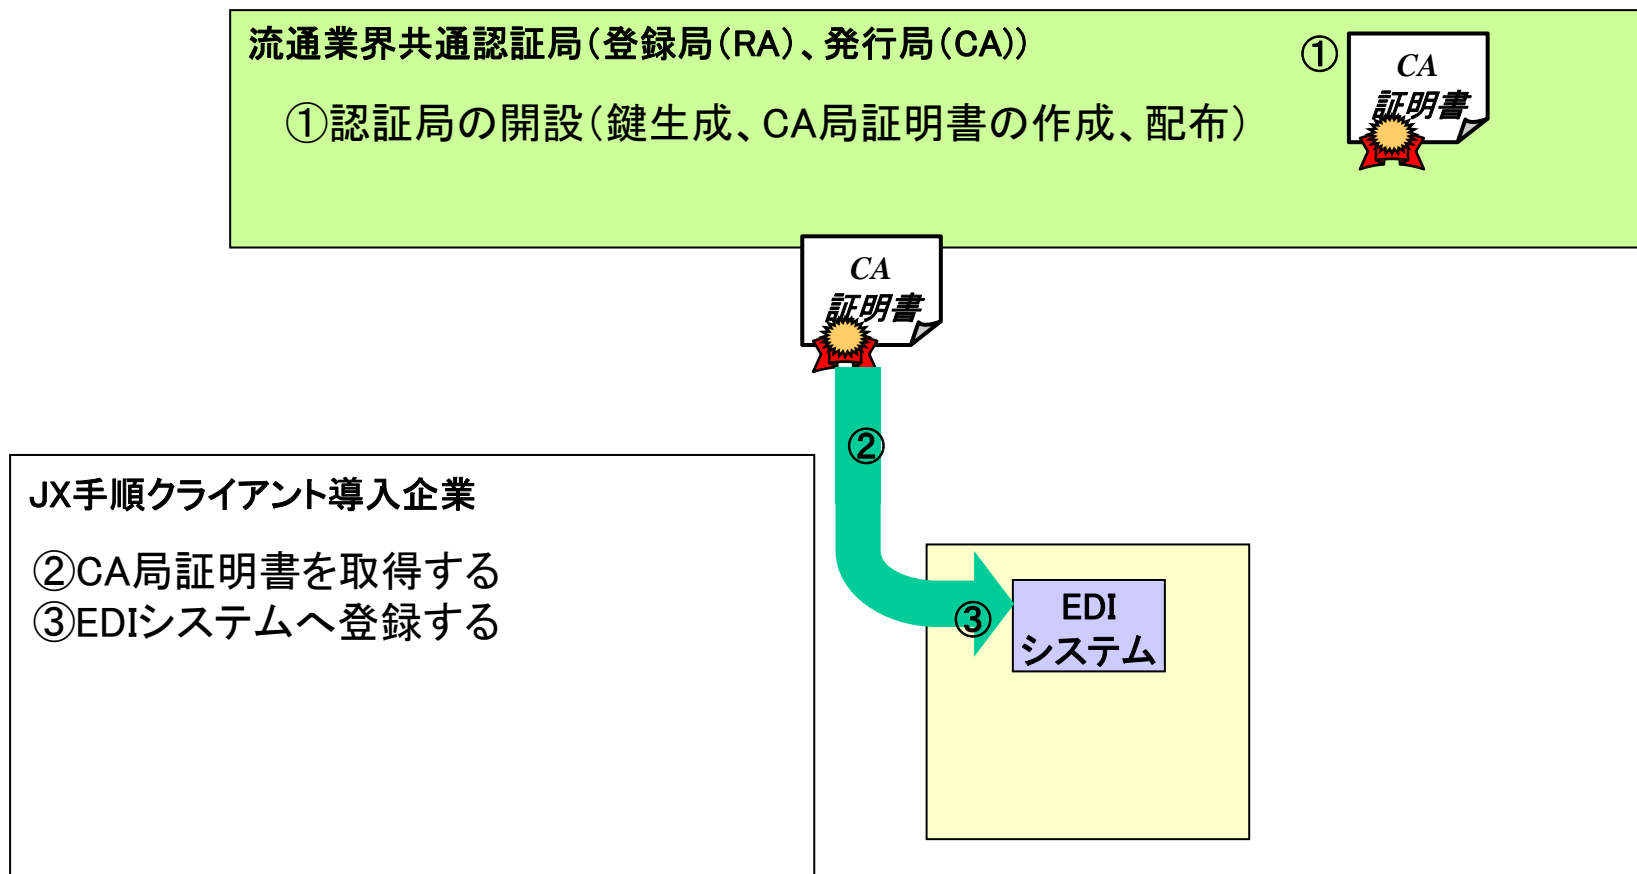 流通業界共通認証局(登録局(RA)、発行局(CA))
①
CA
証明書
①認証局の開設(鍵生成、CA局証明書の作成、配布)
CA
証明書
②
JX手順クライアント導入企業
②CA局証明書を取得する
③EDIシステムへ登録する
③
EDI
システム